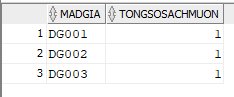 MADGIA TONGSOSACHMUON
1 DG001 1
2 DG002 1
3 DG003 1